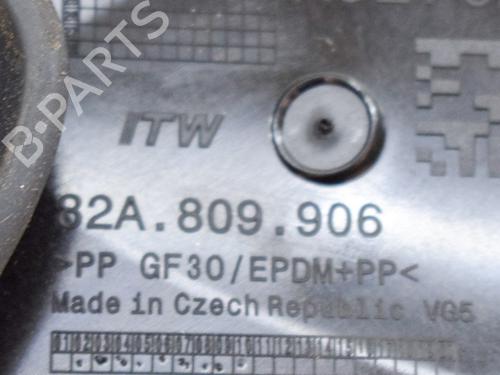 B-PARTS
ITW
82A.809.906
>PP GF30/EPDM+PP<
Made in Czech Republic VG5